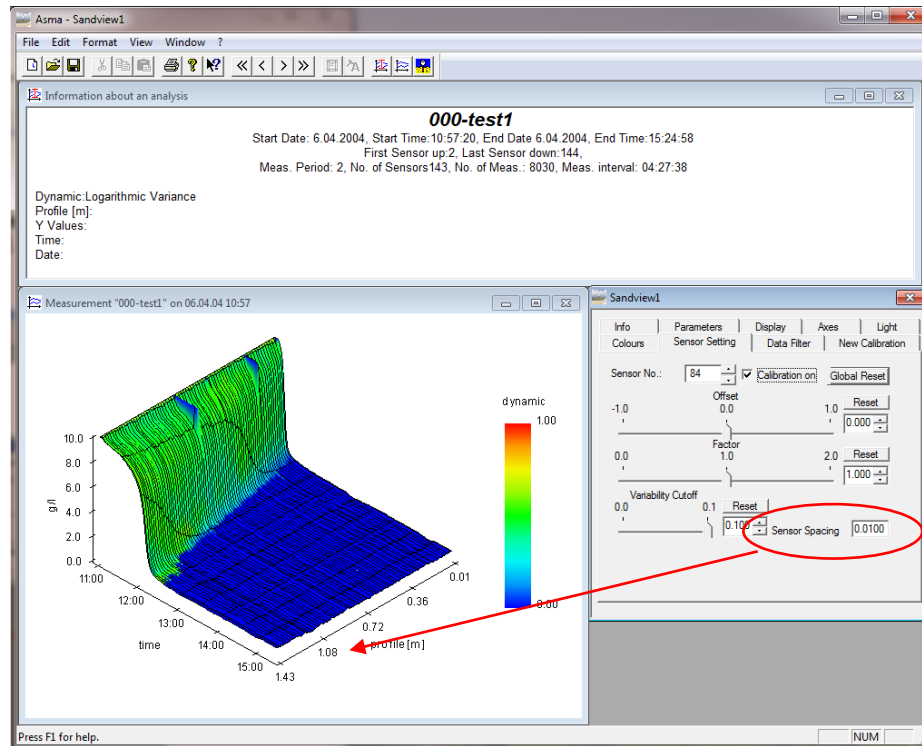 Asma - Sandview1
File Edit Format View Window ?
Information about an analysis
000-test1
Start Date: 6.04.2004, Start Time:10:57:20, End Date 6.04.2004, End Time:15:24:58
First Sensor up:2, Last Sensor down:144,
Meas. Period: 2, No. of Sensors143, No. of Meas.: 8030, Meas. interval: 04:27:38
Dynamic:Logarithmic Variance
Profile [m]:
Y Values:
Time:
Date:
Measurement "000-test1" on 06.04.04 10:57
dynamic
1.00
0.00
10.0
8.0
6.0
4.0
2.0
0.0
g/l
11:00
12:00
13:00
14:00
15:00
time
0.01
0.36
0.72
1.08
1.43
profile [m]
Sandview1
Info Parameters Display Axes Light
Colours Sensor Setting Data Filter New Calibration
Sensor No.: 84 Calibration on Global Reset
Offset
-1.0 0.0 1.0 Reset
0.000
Factor
0.0 1.0 2.0 Reset
1.000
Variability Cutoff
0.0 0.1 Reset
0.100 Sensor Spacing 0.0100
Press F1 for help.
NUM